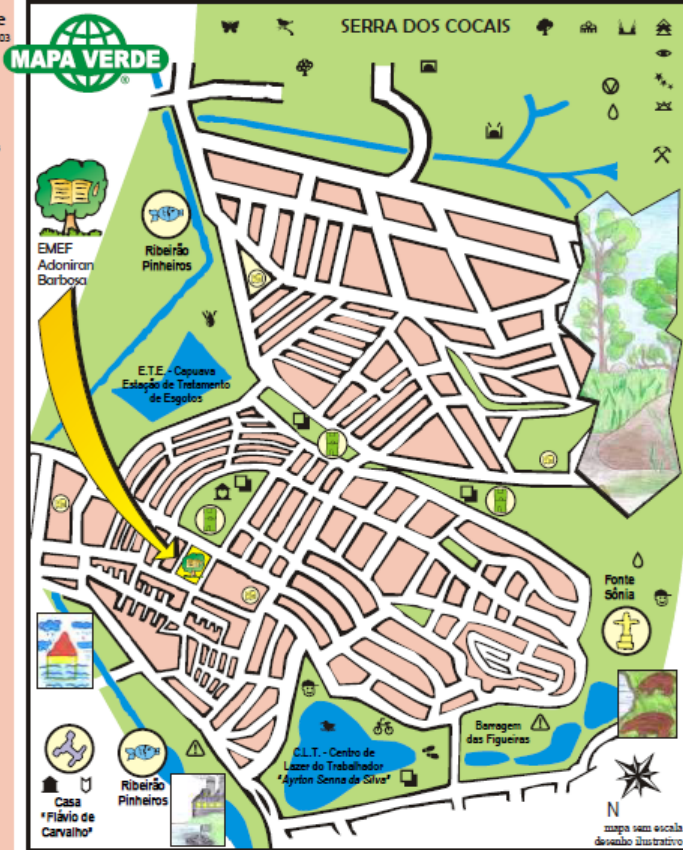 e
03
MAPA VERDE
®
SERRA DOS COCAIS
EMEF
Adoniran
Barbosa
Ribeirão
Pinheiros
E.T.E. - Capuava
Estação de Tratamento
de Esgotos
Fonte
Sônia
Barragem
das Figueiras
C.L.T. - Centro de
Lazer do Trabalhador
"Ayrton Senna da Silva"
Casa
"Flávio de
Carvalho"
Ribeirão
Pinheiros
N
mapa sem escala
desenho ilustrativo